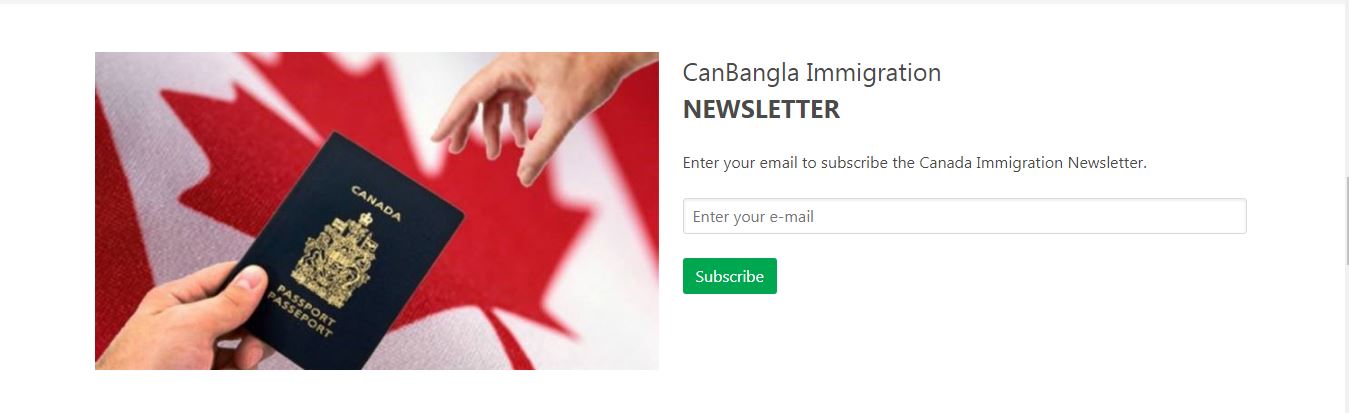 CANADA
PASSPORT
PASSEPORT
CanBangla Immigration
NEWSLETTER
Enter your email to subscribe the Canada Immigration Newsletter.
Enter your e-mail
Subscribe